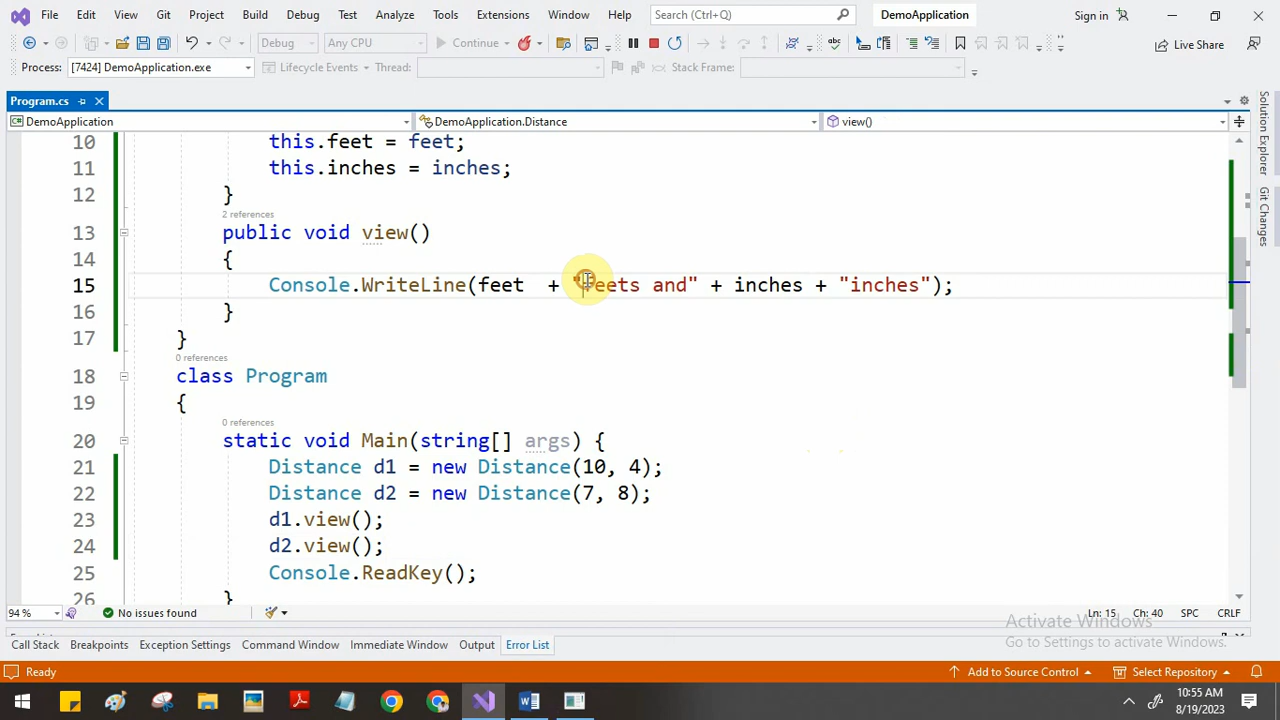 File Edit View Git Project Build Debug Test Analyze Tools Extensions Window Help Search (Ctrl+Q) DemoApplication Sign in
Debug Any CPU Continue Live Share
Process: [7424] DemoApplication.exe Lifecycle Events Thread: Stack Frame:
Program.cs
DemoApplication DemoApplication.Distance view()
10 this.feet = feet;
11 this.inches = inches;
12 }
2 references
13 public void view()
14 {
15 Console.WriteLine(feet  + "feets and" + inches + "inches");
16 }
17 }
0 references
18 class Program
19 {
0 references
20 static void Main(string[] args) {
21 Distance d1 = new Distance(10, 4);
22 Distance d2 = new Distance(7, 8);
23 d1.view();
24 d2.view();
25 Console.ReadKey();
26 }
Solution Explorer
Git Changes
94 % No issues found Ln: 15 Ch: 40 SPC CRLF
Activate Windows
Go to Settings to activate Windows.
Call Stack Breakpoints Exception Settings Command Window Immediate Window Output Error List
Ready Add to Source Control Select Repository
10:55 AM
8/19/2023